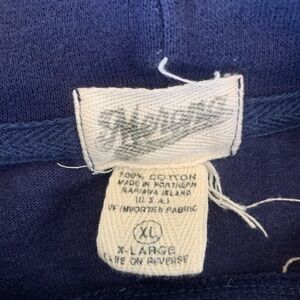 100% COTTON
MADE IN NORTHERN
MARIANA ISLAND
(U.S.A.)
OF IMPORTED FABRIC
XL
X-LARGE
CARE ON REVERSE